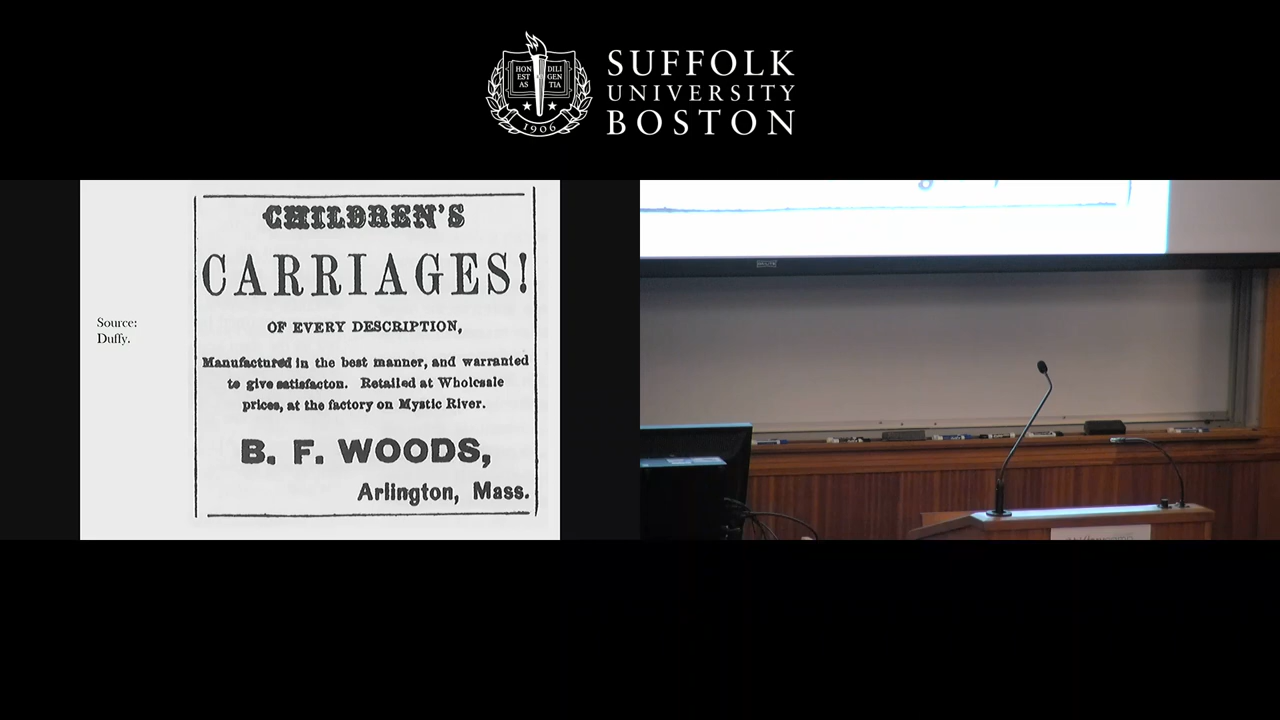 HON
EST
AS
DILI
GEN
TIA
1906
SUFFOLK
UNIVERSITY
BOSTON
Source:
Duffy.
CHILDREN'S
CARRIAGES!
OF EVERY DESCRIPTION,
Manufactured in the best manner, and warranted
to give satisfacton. Retailed at Wholesale
prices, at the factory on Mystic River.
B. F. WOODS,
Arlington, Mass.